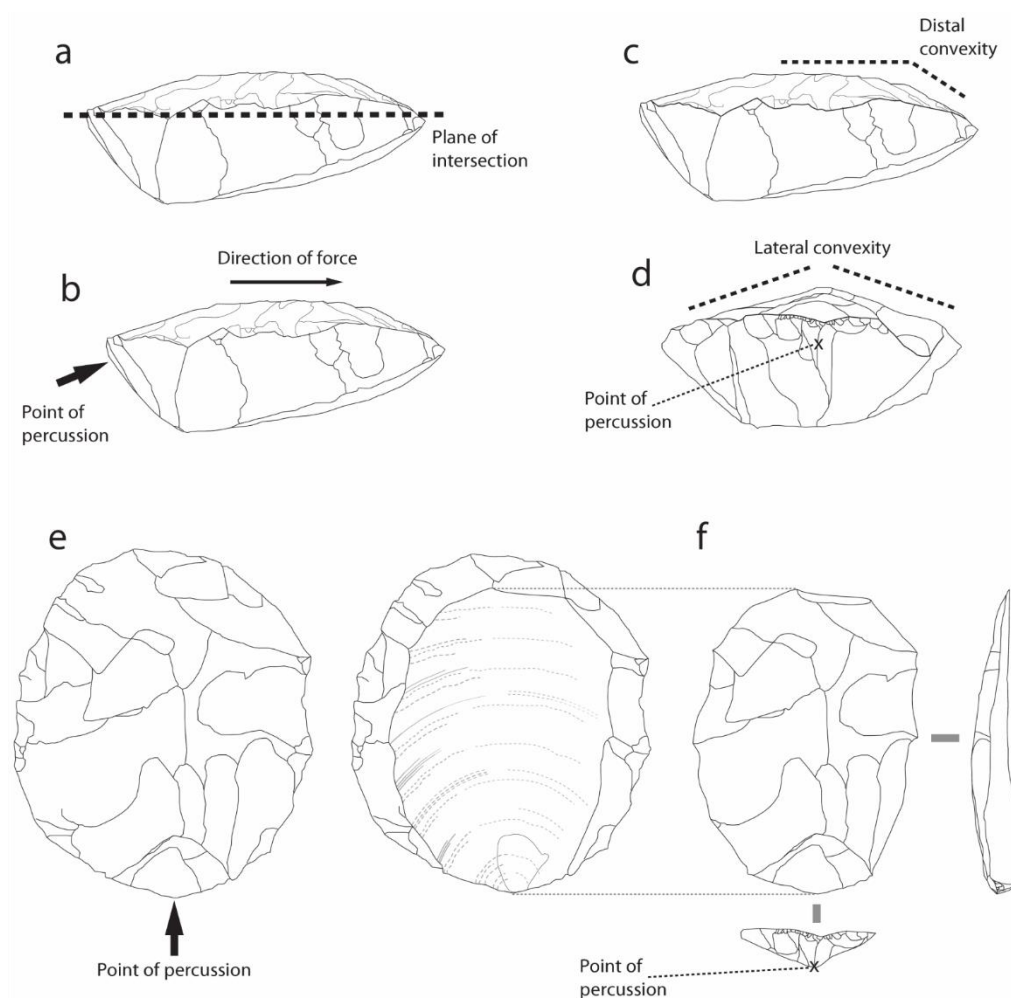 a
Plane of
intersection
c
Distal
convexity
b
Direction of force
Point of
percussion
d
Lateral convexity
x
Point of
percussion
e
Point of percussion
f
x
Point of
percussion